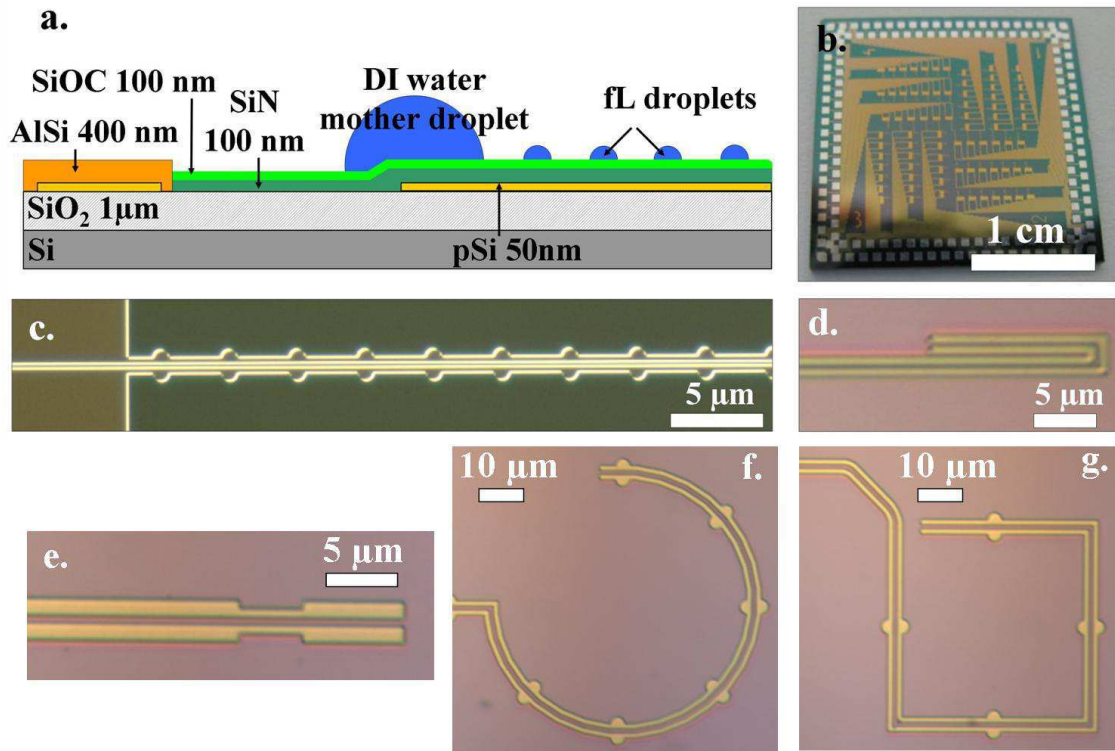 a.
SiOC 100 nm
AlSi 400 nm
SiN
100 nm
DI water
mother droplet
fL droplets
SiO2 1μm
Si
pSi 50nm
b.
1 cm
c.
5 μm
d.
5 μm
e.
5 μm
f.
10 μm
g.
10 μm